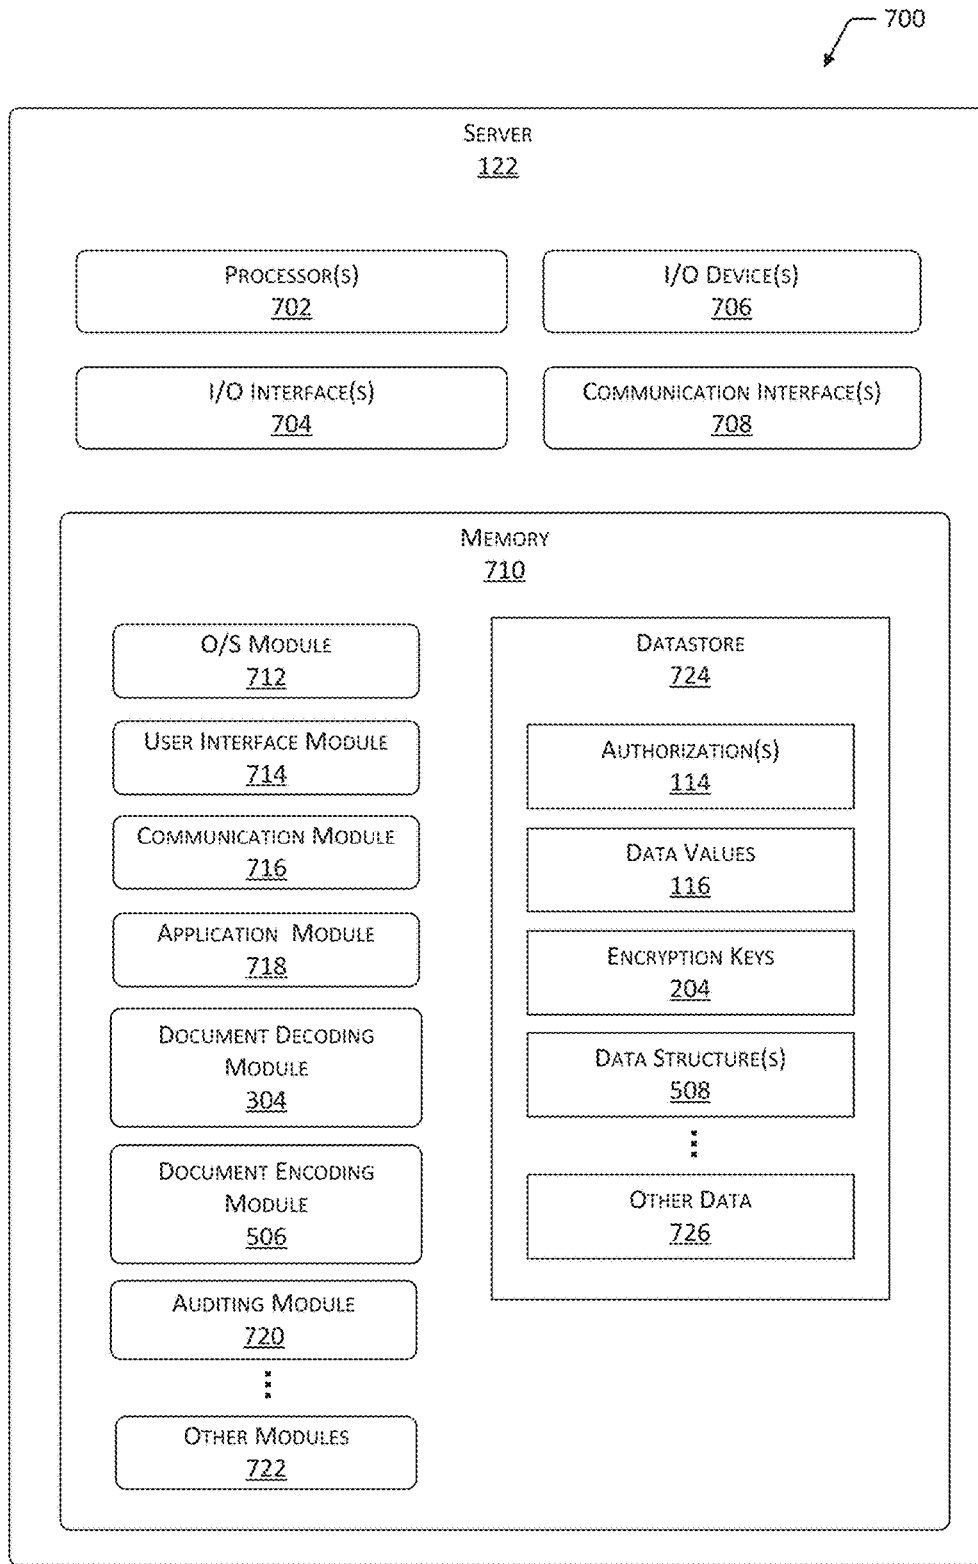 700
Server
122
Processor(s)
702
I/O Device(s)
706
I/O Interface(s)
704
Communication Interface(s)
708
Memory
710
O/S Module
712
User Interface Module
714
Communication Module
716
Application Module
718
Document Decoding
Module
304
Document Encoding
Module
506
Auditing Module
720
Other Modules
722
Datastore
724
Authorization(s)
114
Data Values
116
Encryption Keys
204
Data Structure(s)
508
Other Data
726